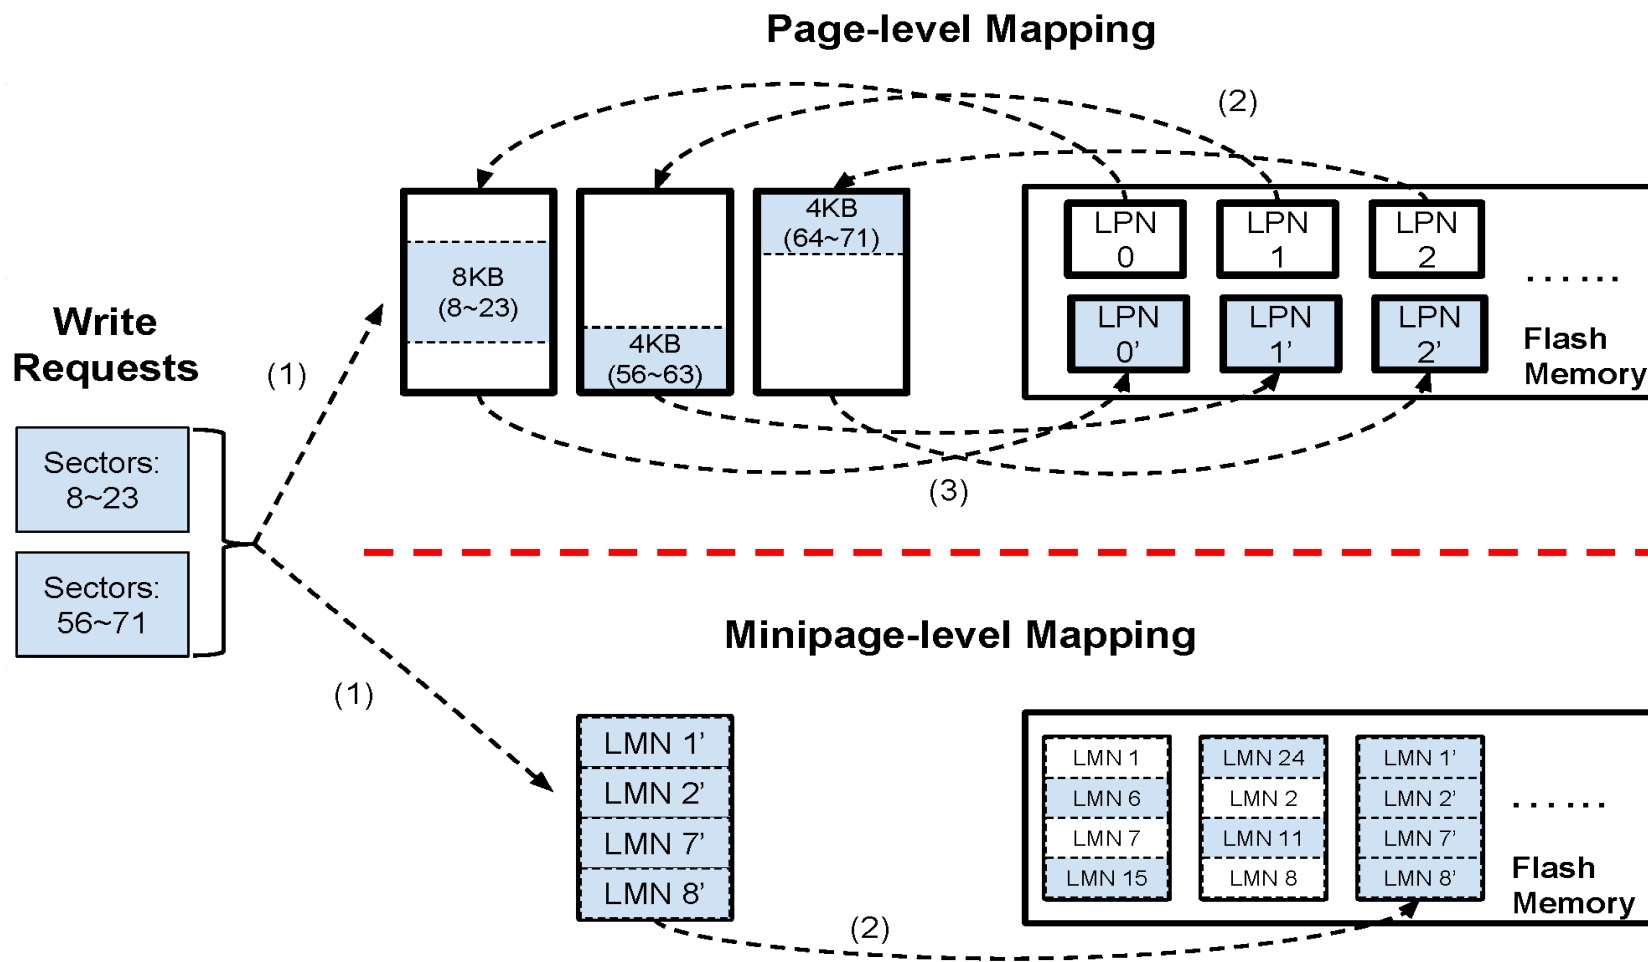 Page-level Mapping
(2)
4KB
(64~71)
8KB
(8~23)
4KB
(56~63)
LPN
0
LPN
1
LPN
2
......
LPN
0’
LPN
1’
LPN
2’
Flash
Memory
Write
Requests
(1)
(3)
Sectors:
8~23
Sectors:
56~71
Minipage-level Mapping
(1)
LMN 1’
LMN 2’
LMN 7’
LMN 8’
(2)
LMN 1
LMN 6
LMN 7
LMN 15
LMN 24
LMN 2
LMN 11
LMN 8
LMN 1’
LMN 2’
LMN 7’
LMN 8’
......
Flash
Memory